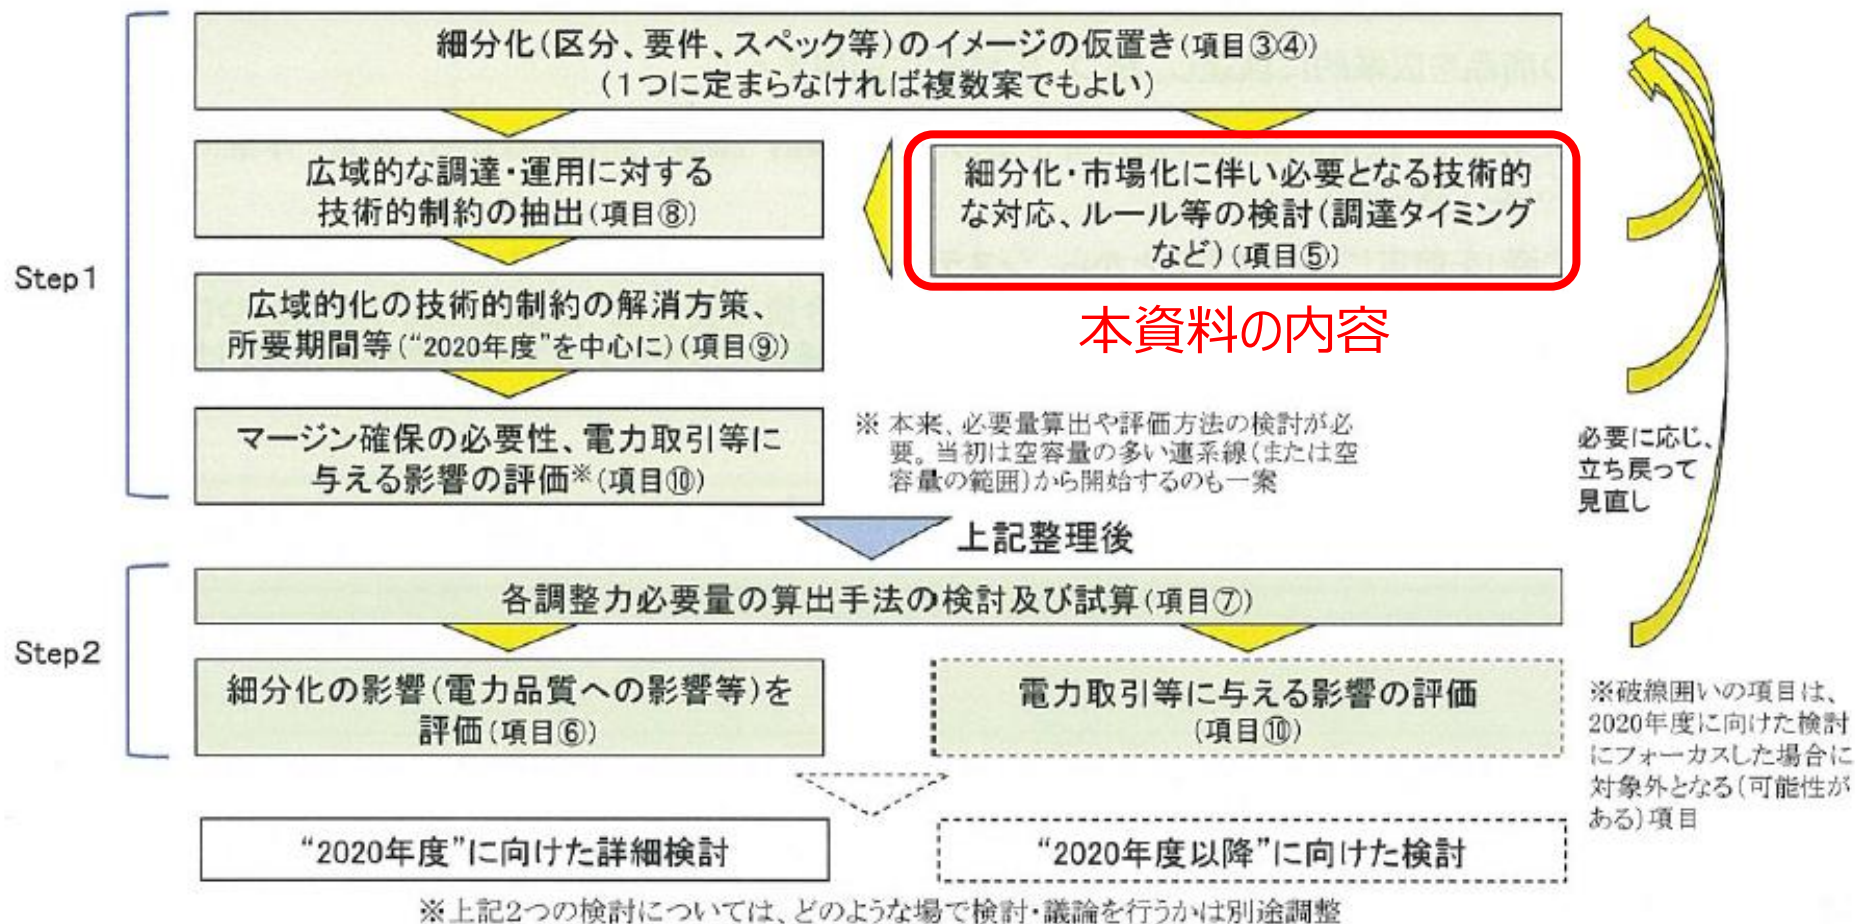 細分化(区分、要件、スペック等)のイメージの仮置き(項目③④)
(1つに定まらなければ複数案でもよい)
Step1
広域的な調達・運用に対する
技術的制約の抽出(項目⑧)
細分化・市場化に伴い必要となる技術的
な対応、ルール等の検討(調達タイミング
など)(項目⑤)
本資料の内容
広域的化の技術的制約の解消方策、
所要期間等(“2020年度”を中心に)(項目⑨)
マージン確保の必要性、電力取引等に
与える影響の評価※(項目⑩)
※ 本来、必要量算出や評価方法の検討が必
要。当初は空容量の多い連系線(または空
容量の範囲)から開始するのも一案
必要に応じ、
立ち戻って
見直し
上記整理後
Step2
各調整力必要量の算出手法の検討及び試算(項目⑦)
細分化の影響(電力品質への影響等)を
評価(項目⑥)
電力取引等に与える影響の評価
(項目⑩)
※破線囲いの項目は、
2020年度に向けた検討
にフォーカスした場合に
対象外となる(可能性が
ある)項目
“2020年度”に向けた詳細検討
“2020年度以降”に向けた検討
※上記2つの検討については、どのような場で検討・議論を行うかは別途調整